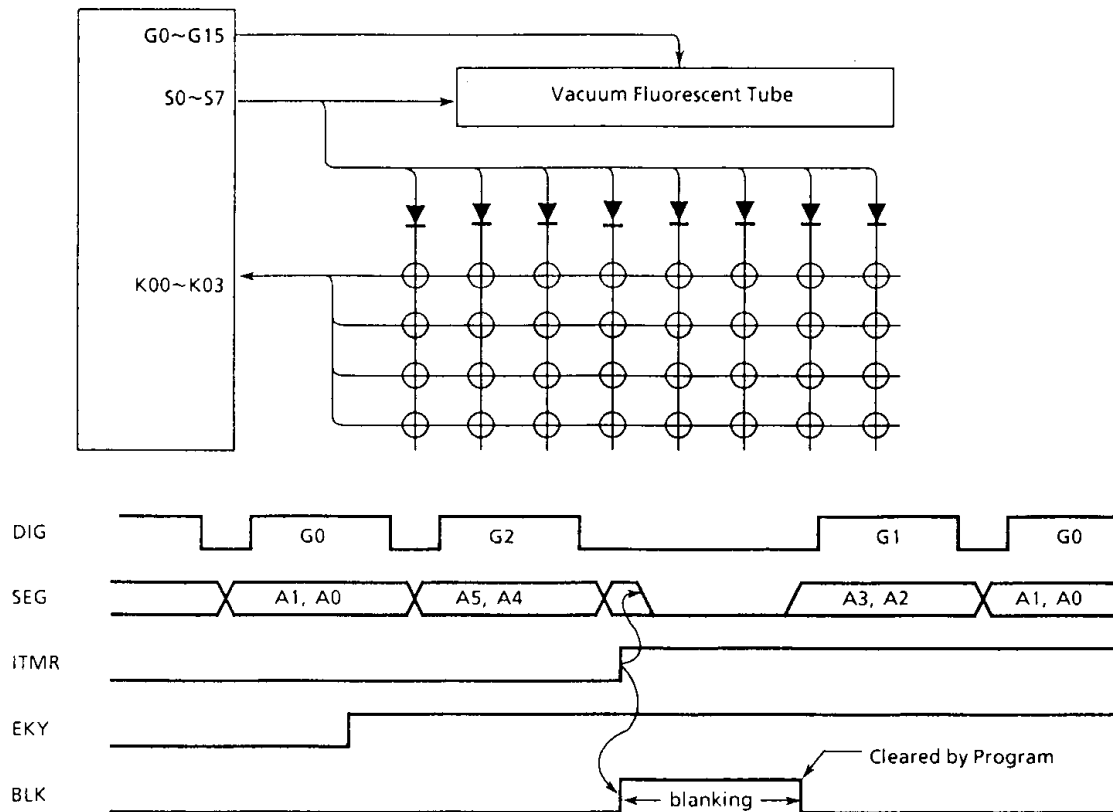 G0~G15
S0~S7
Vacuum Fluorescent Tube
K00~K03
DIG
G0
G2
G1
G0
SEG
A1, A0
A5, A4
A3, A2
A1, A0
ITMR
EKY
Cleared by Program
BLK
blanking